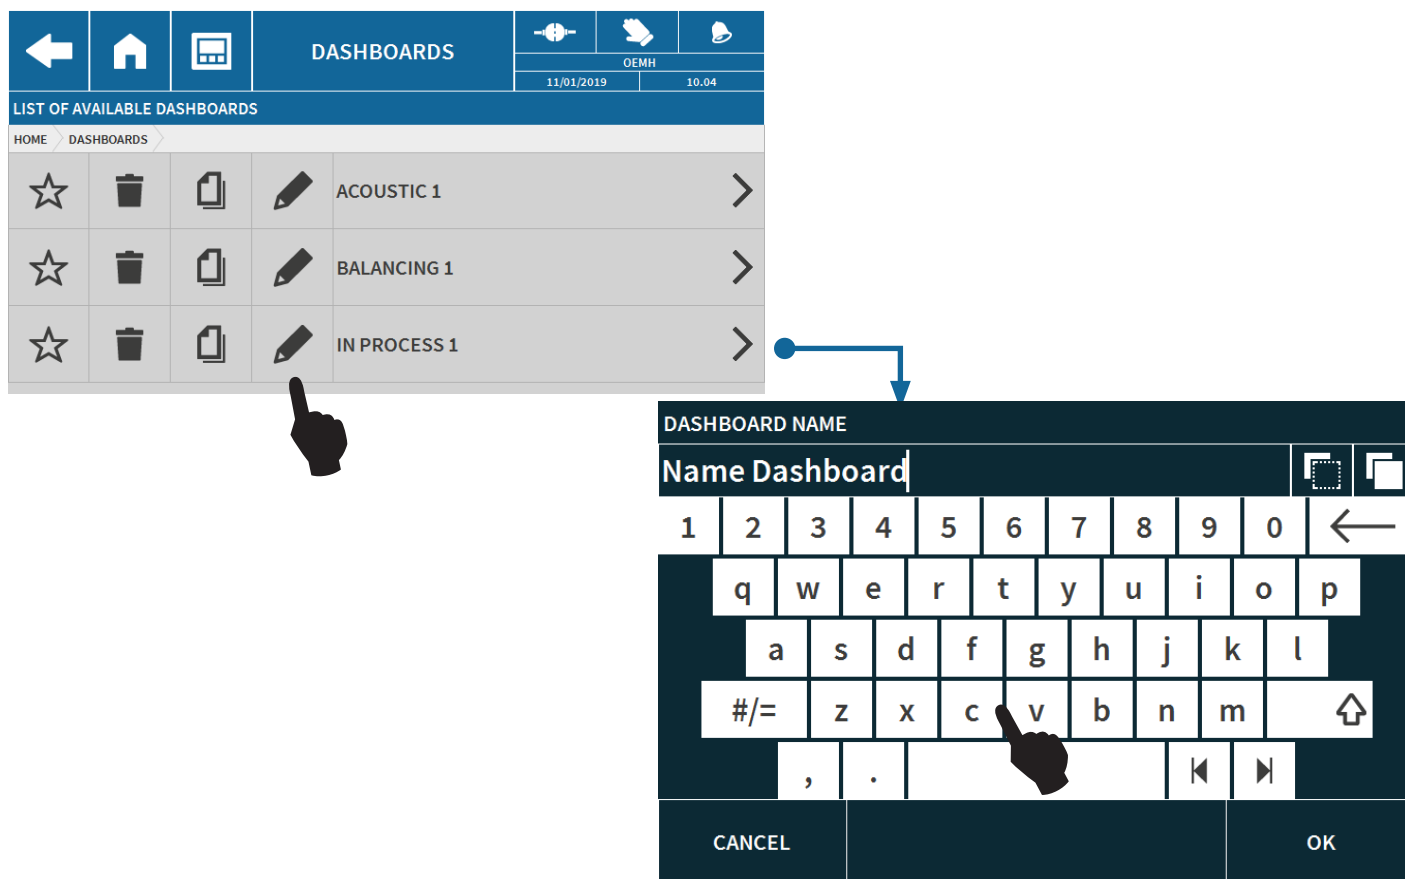 DASHBOARDS
OEMH
11/01/2019 10.04
LIST OF AVAILABLE DASHBOARDS
HOME DASHBOARDS
ACOUSTIC 1
BALANCING 1
IN PROCESS 1
DASHBOARD NAME
Name Dashboard
1 2 3 4 5 6 7 8 9 0
q w e r t y u i o p
a s d f g h j k l
#/= z x c v b n m
, .
CANCEL OK